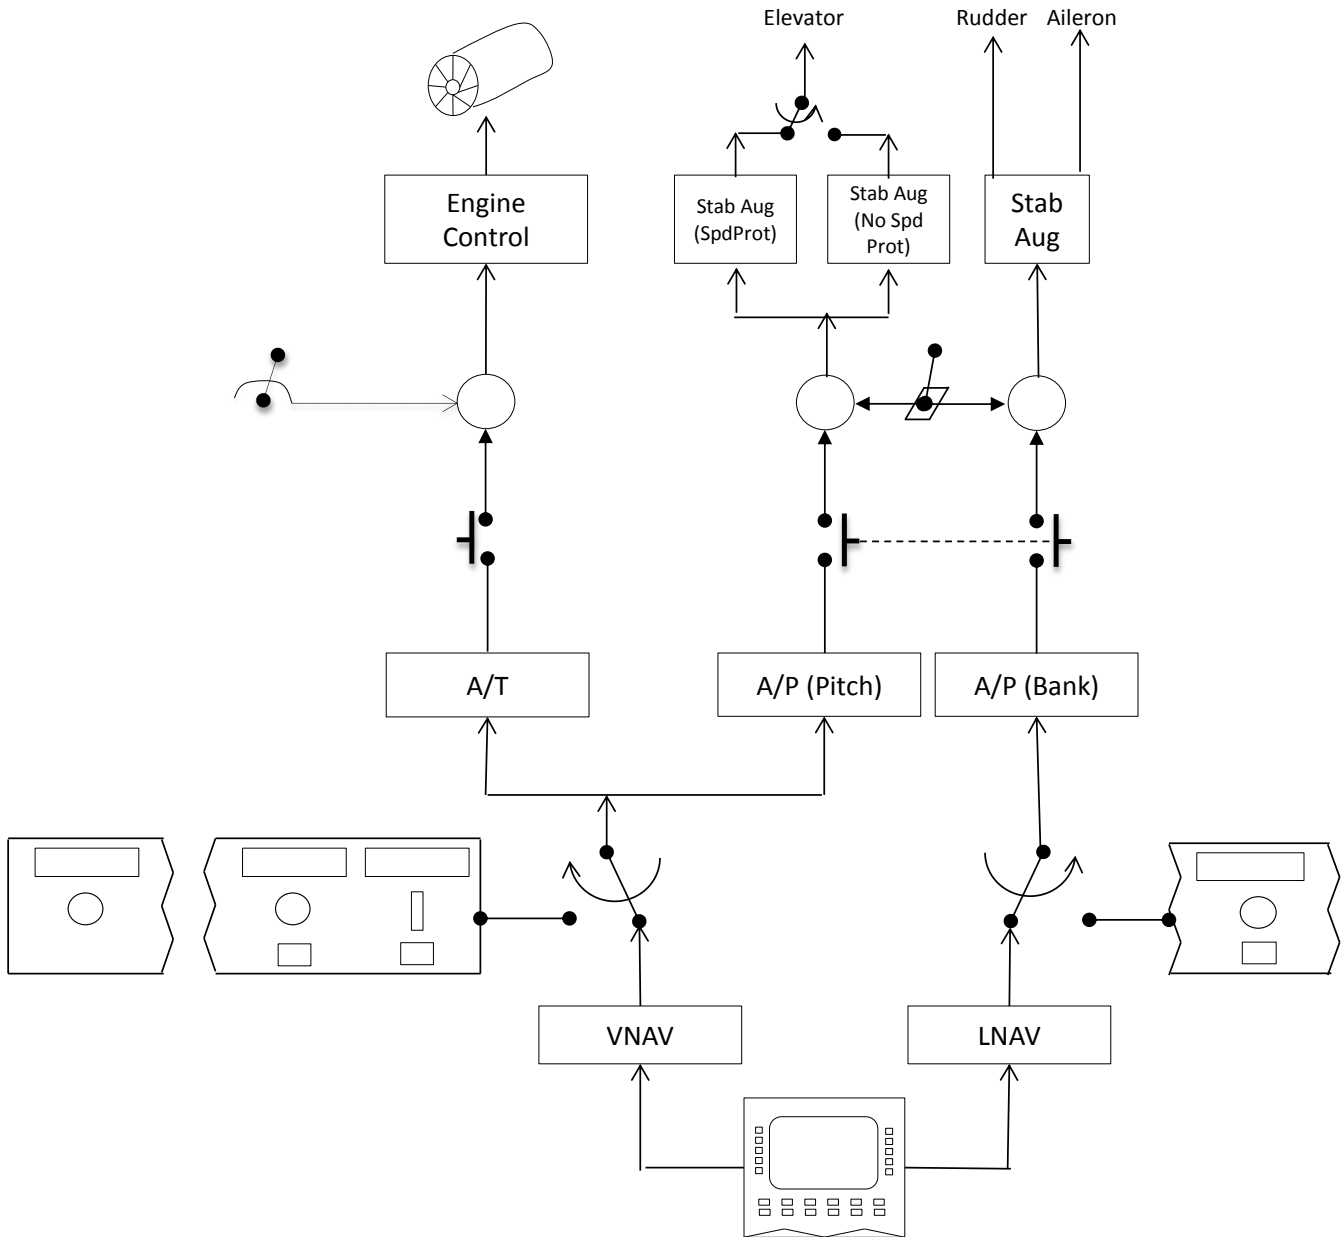 Elevator
Rudder
Aileron
Engine
Control
Stab Aug
(SpdProt)
Stab Aug
(No Spd
Prot)
Stab
Aug
A/T
A/P (Pitch)
A/P (Bank)
VNAV
LNAV